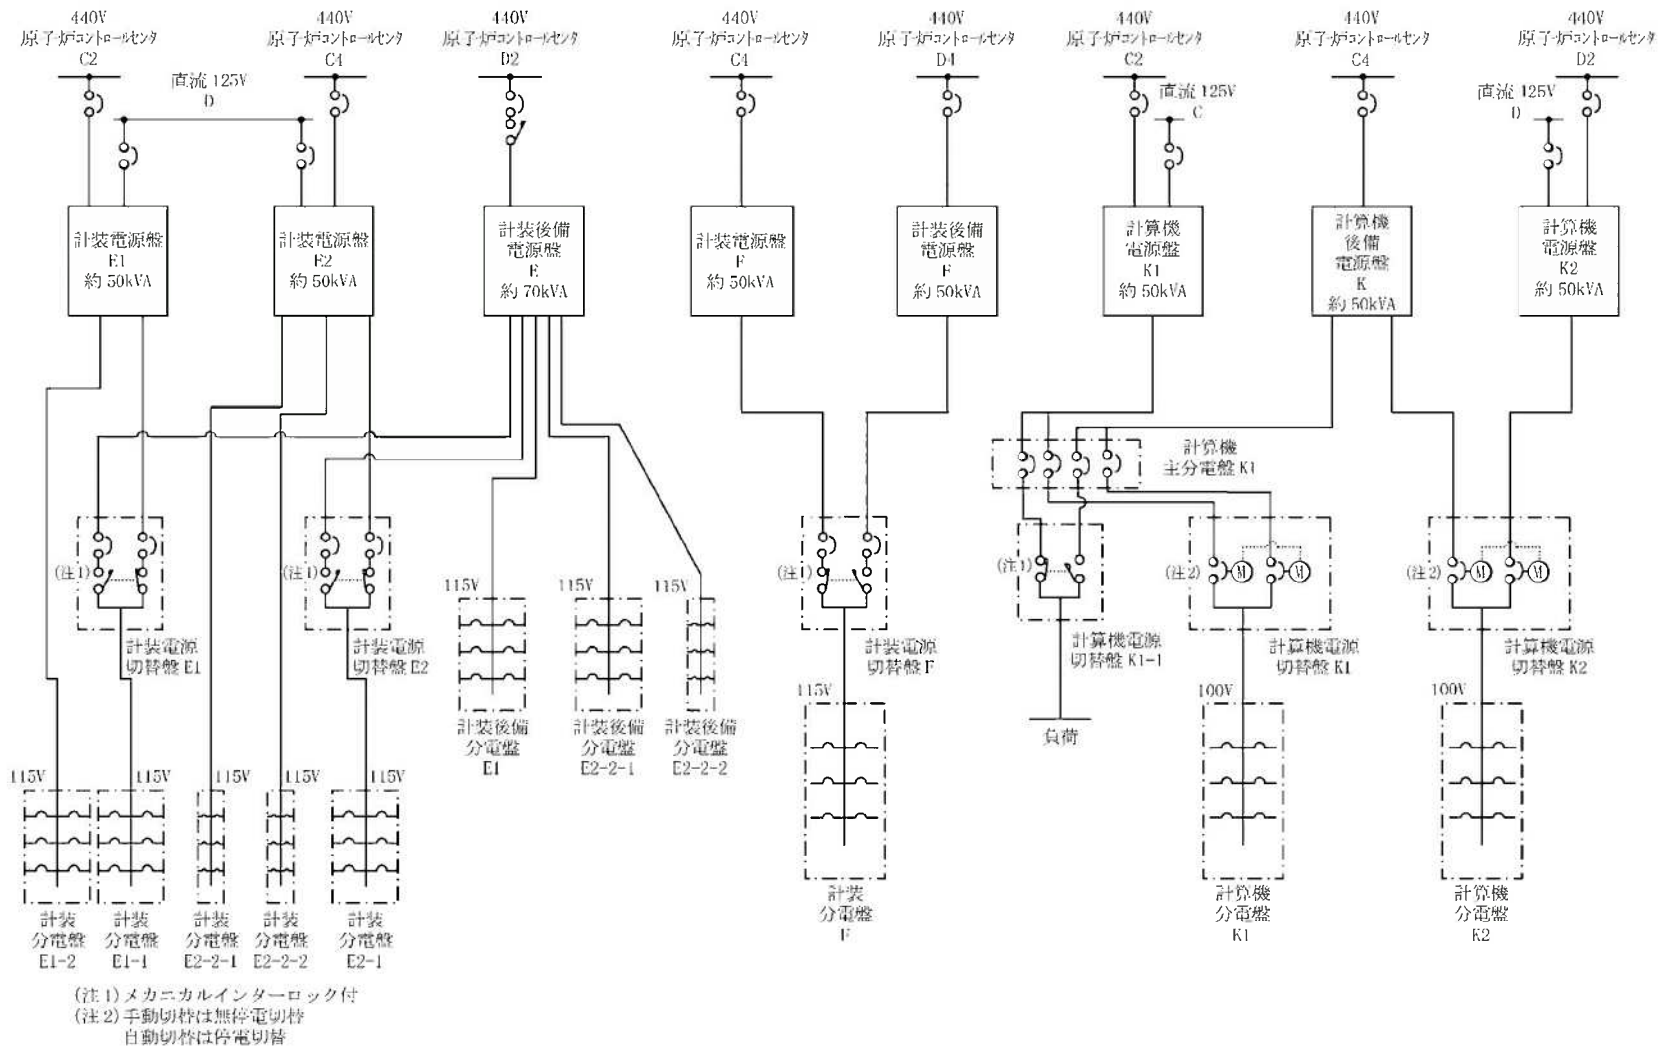 440V
原子炉コントロールセンタ
C2
440V
原子炉コントロールセンタ
C4
440V
原子炉コントロールセンタ
D2
440V
原子炉コントロールセンタ
C4
440V
原子炉コントロールセンタ
D4
440V
原子炉コントロールセンタ
C2
440V
原子炉コントロールセンタ
C4
440V
原子炉コントロールセンタ
D2
直流 125V
D
直流 125V
C
直流 125V
D
計装電源盤
E1
約 50kVA
計装電源盤
E2
約 50kVA
計装後備
電源盤
E
約 70kVA
計装電源盤
F
約 50kVA
計装後備
電源盤
F
約 50kVA
計算機
電源盤
K1
約 50kVA
計算機
後備
電源盤
K
約 50kVA
計算機
電源盤
K2
約 50kVA
計算機
主分電盤 K1
(注1)
計装電源
切替盤 E1
(注1)
計装電源
切替盤 E2
115V
計装後備
分電盤
E1
115V
計装後備
分電盤
E2-2-1
115V
計装後備
分電盤
E2-2-2
(注1)
計装電源
切替盤 F
(注1)
計算機電源
切替盤 K1-1
負荷
(注2)
M
M
計算機電源
切替盤 K1
(注2)
M
M
計算機電源
切替盤 K2
115V
計装
分電盤
F
100V
計算機
分電盤
K1
100V
計算機
分電盤
K2
115V
計装
分電盤
E1-2
115V
計装
分電盤
E1-1
115V
計装
分電盤
E2-2-1
115V
計装
分電盤
E2-2-2
115V
計装
分電盤
E2-1
(注1)メカニカルインターロック付
(注2)手動切替は無停電切替
自動切替は停電切替